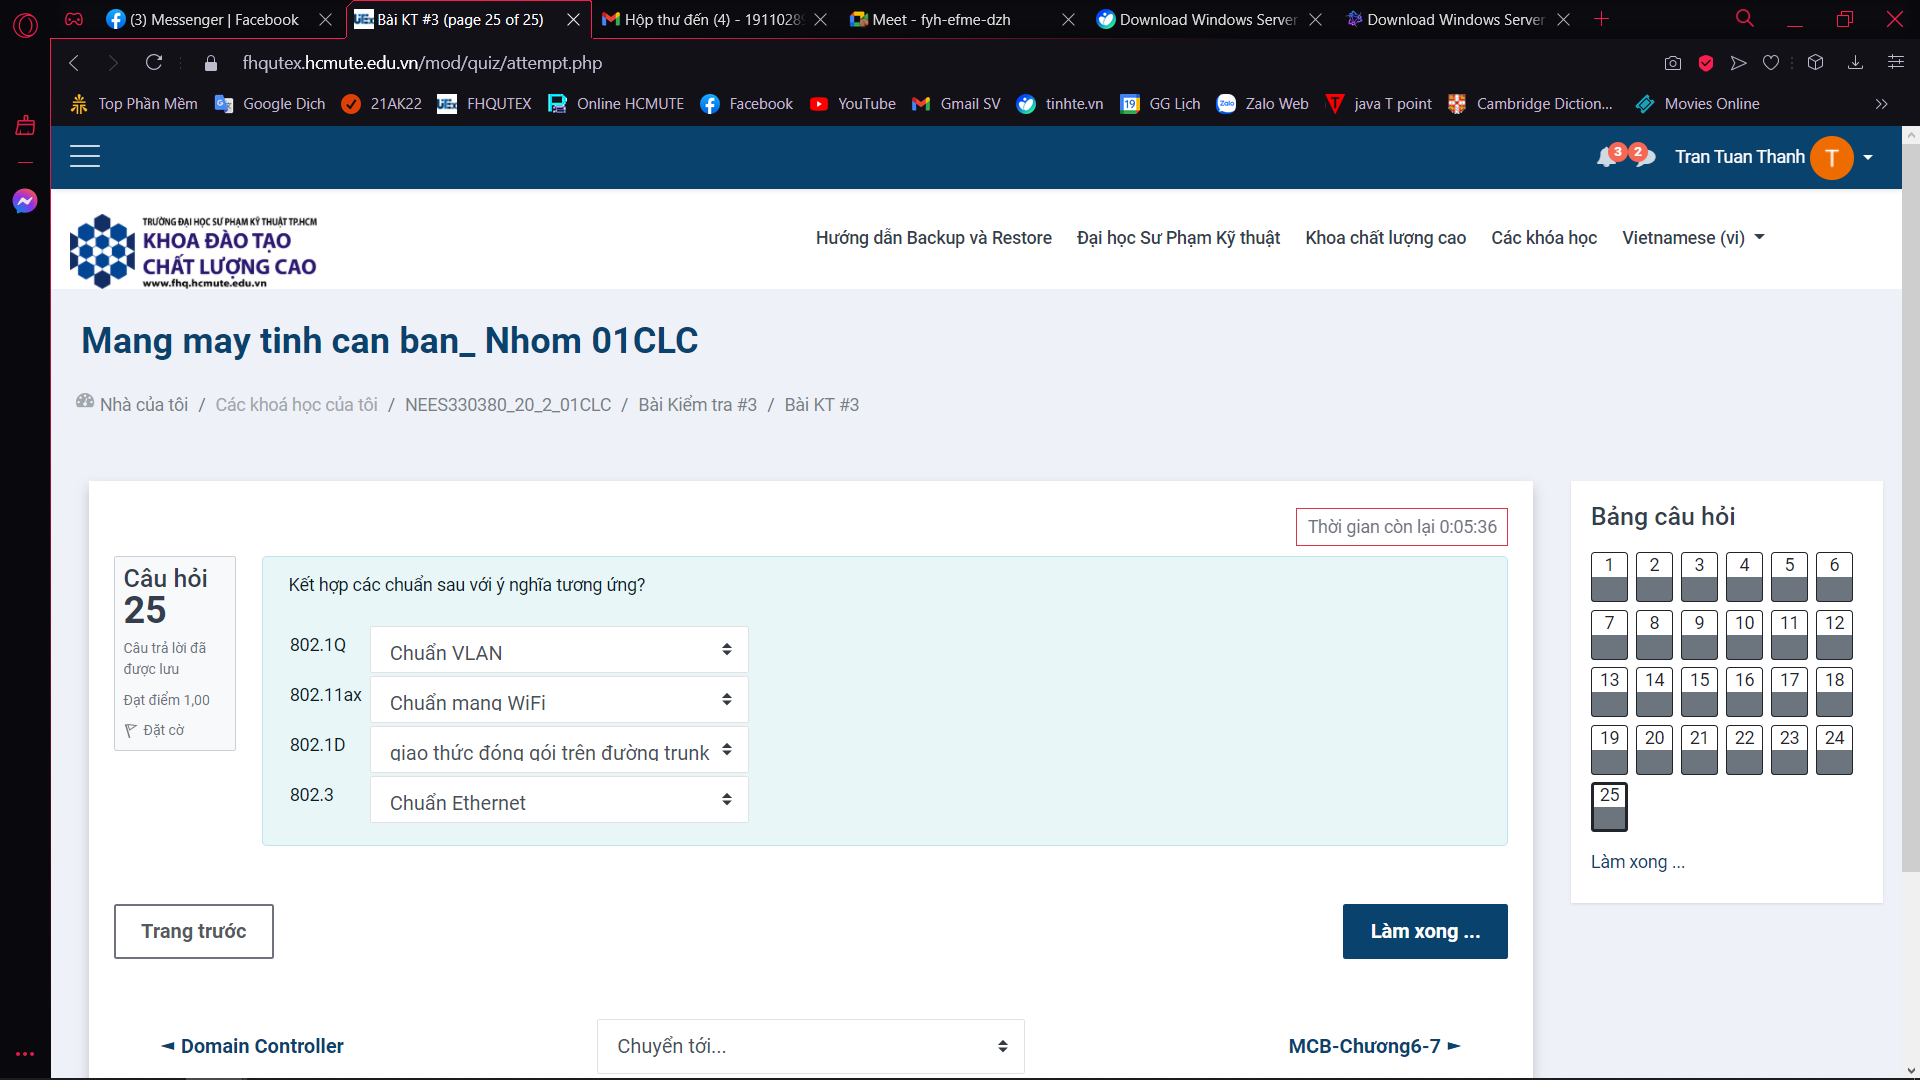 (3) Messenger | Facebook
Bài KT #3 (page 25 of 25)
Hộp thư đến (4) - 1911028
Meet - fyh-efme-dzh
Download Windows Server
Download Windows Server
fhqutex.hcmute.edu.vn/mod/quiz/attempt.php
Top Phần Mềm
Google Dịch
21AK22
FHQUTEX
Online HCMUTE
Facebook
YouTube
Gmail SV
tinhte.vn
19
GG Lịch
Zalo
Zalo Web
java T point
Cambridge Diction...
Movies Online
3
2
Tran Tuan Thanh
T
TRƯỜNG ĐẠI HỌC SƯ PHẠM KỸ THUẬT TP.HCM
KHOA ĐÀO TẠO
CHẤT LƯỢNG CAO
www.fhq.hcmute.edu.vn
Hướng dẫn Backup và Restore
Đại học Sư Phạm Kỹ thuật
Khoa chất lượng cao
Các khóa học
Vietnamese (vi)
Mang may tinh can ban_ Nhom 01CLC
Nhà của tôi / Các khoá học của tôi / NEES330380_20_2_01CLC / Bài Kiểm tra #3 / Bài KT #3
Thời gian còn lại 0:05:36
Câu hỏi
25
Câu trả lời đã
được lưu
Đạt điểm 1,00
Đặt cờ
Kết hợp các chuẩn sau với ý nghĩa tương ứng?
802.1Q
Chuẩn VLAN
802.11ax
Chuẩn mạng WiFi
802.1D
giao thức đóng gói trên đường trunk
802.3
Chuẩn Ethernet
Trang trước
Làm xong ...
Bảng câu hỏi
1 2 3 4 5 6
7 8 9 10 11 12
13 14 15 16 17 18
19 20 21 22 23 24
25
Làm xong ...
◄ Domain Controller
Chuyển tới...
MCB-Chương6-7 ►